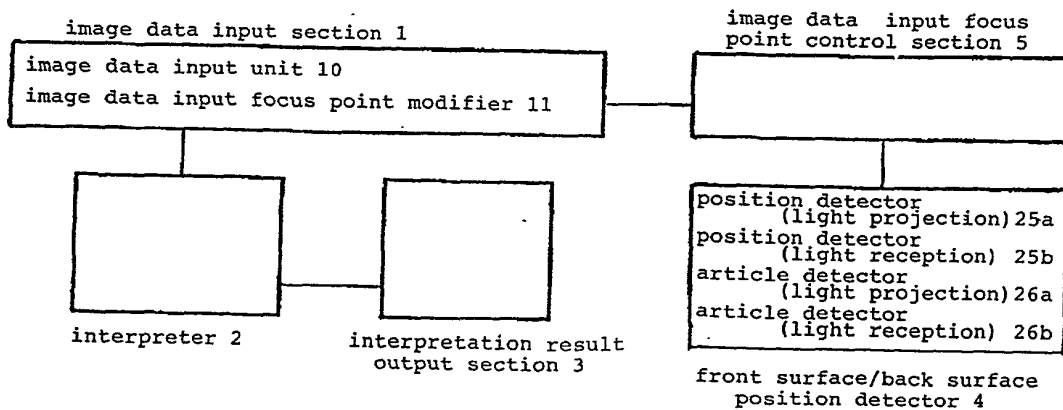 image data input section 1
image data input unit 10
image data input focus point modifier 11
image data input focus
point control section 5
interpreter 2
interpretation result
output section 3
position detector
(light projection) 25a
position detector
(light reception) 25b
article detector
(light projection) 26a
article detector
(light reception) 26b
front surface/back surface
position detector 4